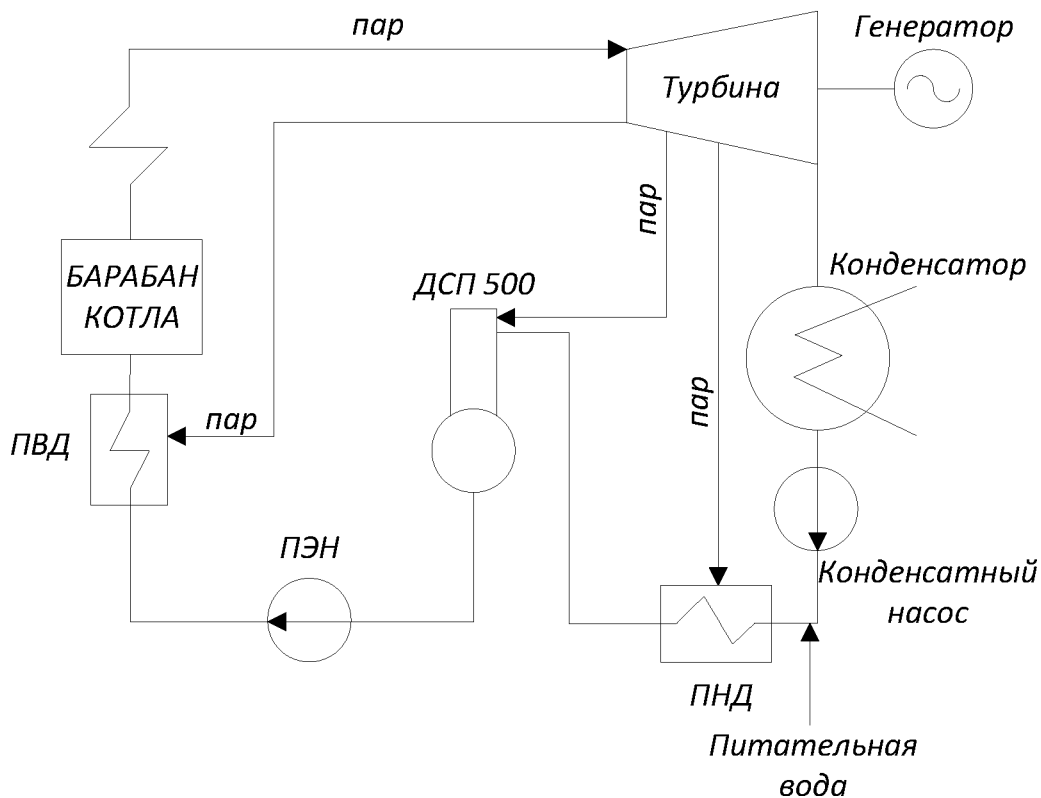 пар
Генератор
Турбина
пар
Конденсатор
БАРАБАН
КОТЛА
ДСП 500
пар
пар
ПВД
ПЭН
Конденсатный
насос
ПНД
Питательная
вода